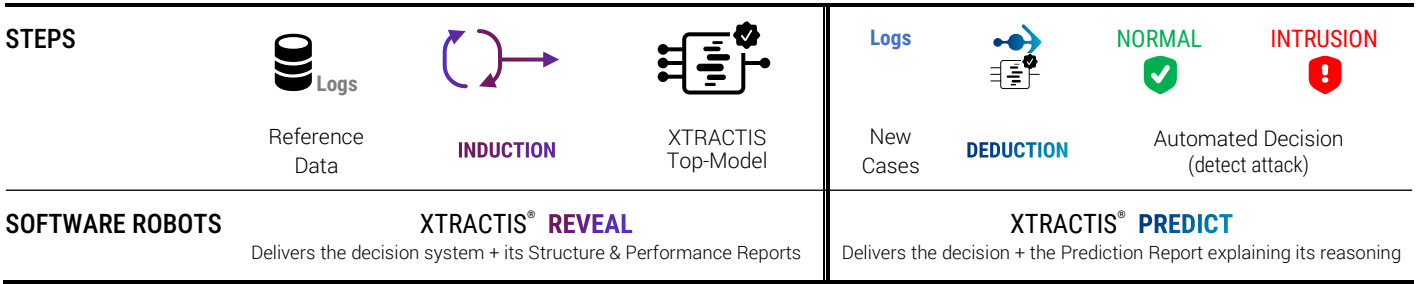 STEPS
Logs
Reference
Data
INDUCTION
XTRACTIS
Top-Model
Logs
NORMAL
INTRUSION
New
Cases
DEDUCTION
Automated Decision
(detect attack)
SOFTWARE ROBOTS
XTRACTIS® REVEAL
Delivers the decision system + its Structure & Performance Reports
XTRACTIS® PREDICT
Delivers the decision + the Prediction Report explaining its reasoning